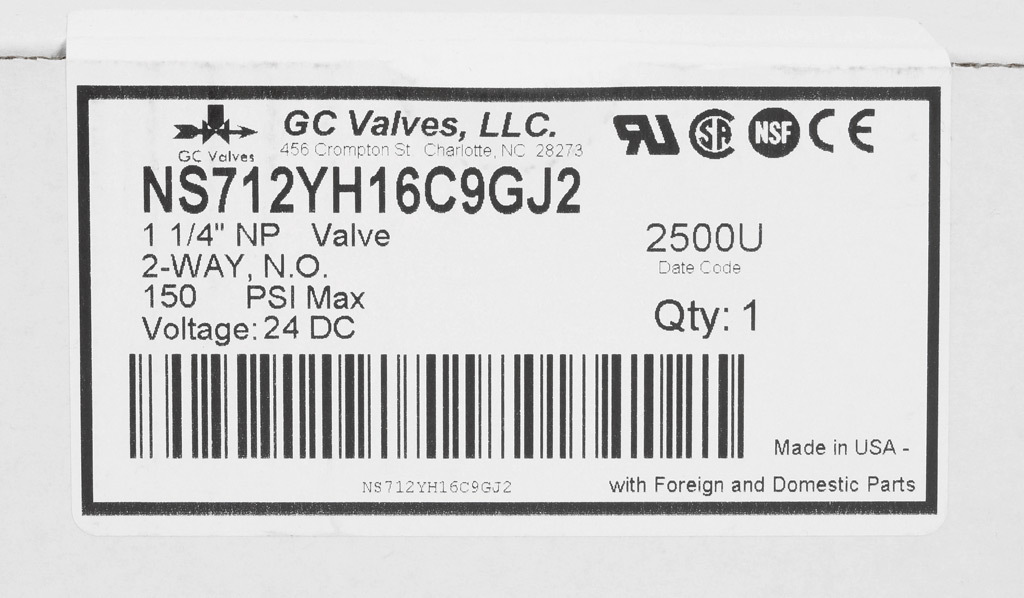 GC Valves
GC Valves, LLC.
456 Crompton St. Charlotte, NC 28273
SA
NSF
CE
NS712YH16C9GJ2
1 1/4" NP Valve
2-WAY, N.O.
150 PSI Max
Voltage: 24 DC
2500U
Date Code
Qty: 1
NS712YH16C9GJ2
Made in USA -
with Foreign and Domestic Parts